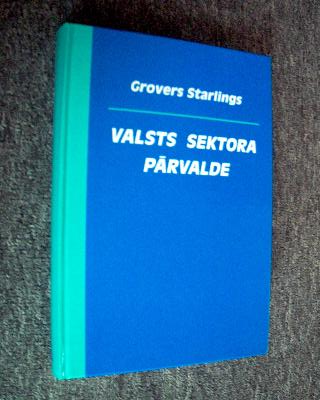 Grovers Starlings
VALSTS SEKTORA
PĀRVALDE